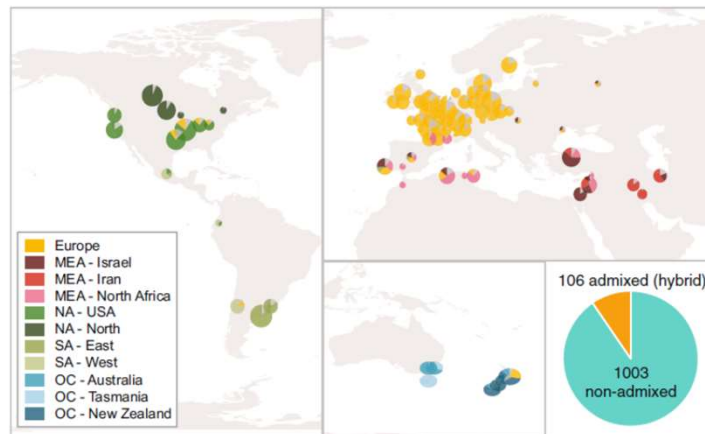 Europe
MEA - Israel
MEA - Iran
MEA - North Africa
NA - USA
NA - North
SA - East
SA - West
OC - Australia
OC - Tasmania
OC - New Zealand
106 admixed (hybrid)
1003
non-admixed